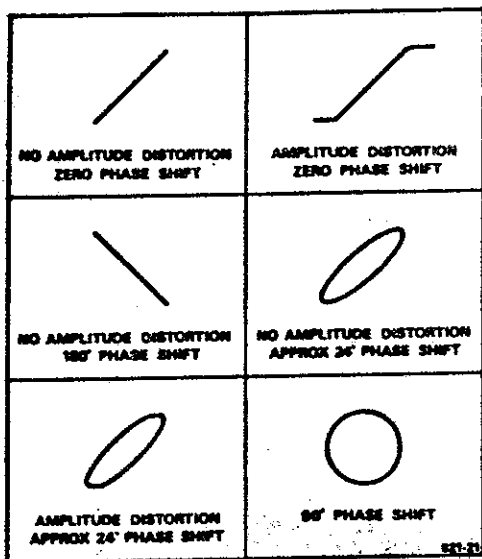 NO AMPLITUDE DISTORTION
ZERO PHASE SHIFT
AMPLITUDE DISTORTION
ZERO PHASE SHIFT
NO AMPLITUDE DISTORTION
180° PHASE SHIFT
NO AMPLITUDE DISTORTION
APPROX 24° PHASE SHIFT
AMPLITUDE DISTORTION
APPROX 24° PHASE SHIFT
90° PHASE SHIFT